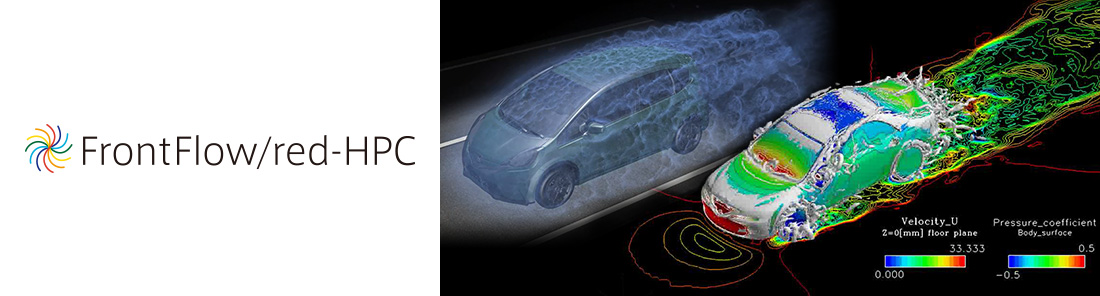 FrontFlow/red-HPC
Velocity_U
Z=0[mm] floor plane
33.333
0.000
Pressure_coefficient
Body_surface
0.5
-0.5